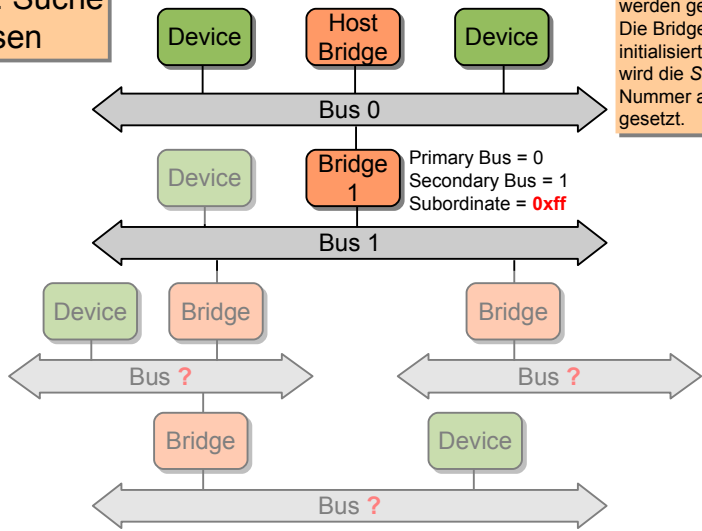 Suche
werden ge
Die Bridge
initialisiert
wird die S
Nummer a
gesetzt.
Device
Host
Bridge
Device
Bus 0
Device
Bridge
1
Primary Bus = 0
Secondary Bus = 1
Subordinate = 0xff
Bus 1
Device
Bridge
Bridge
Bus ?
Bus ?
Bridge
Device
Bus ?